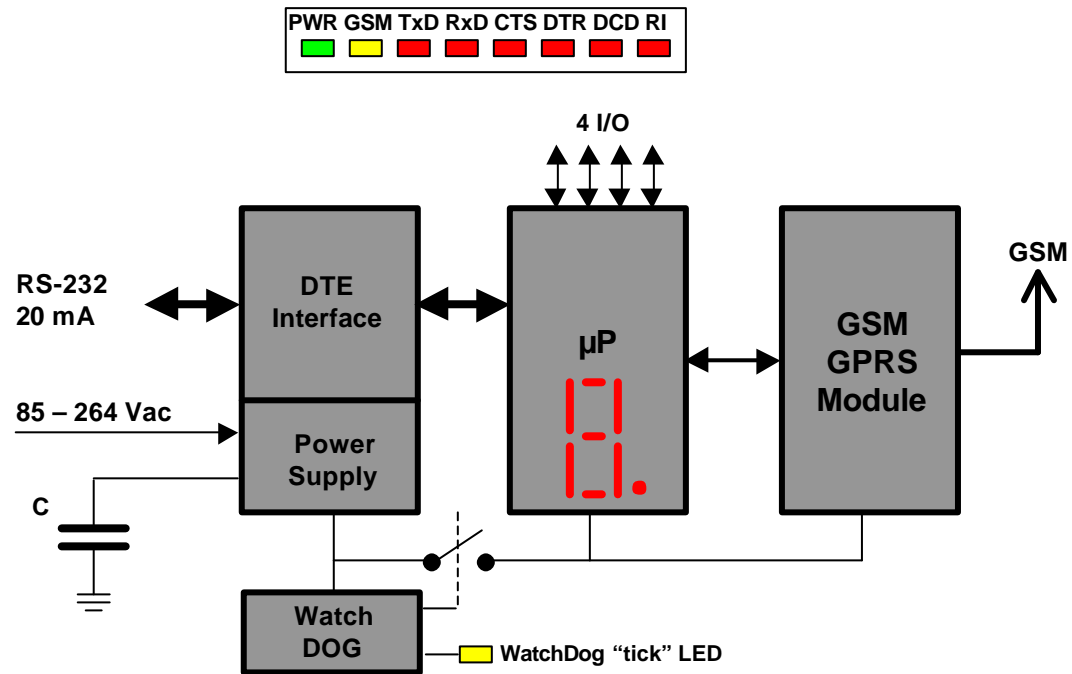 PWR GSM TxD RxD CTS DTR DCD RI
4 I/O
GSM
RS-232
20 mA
DTE
Interface
µP
GSM
GPRS
Module
85 – 264 Vac
Power
Supply
8.
C
Watch
DOG
WatchDog “tick” LED